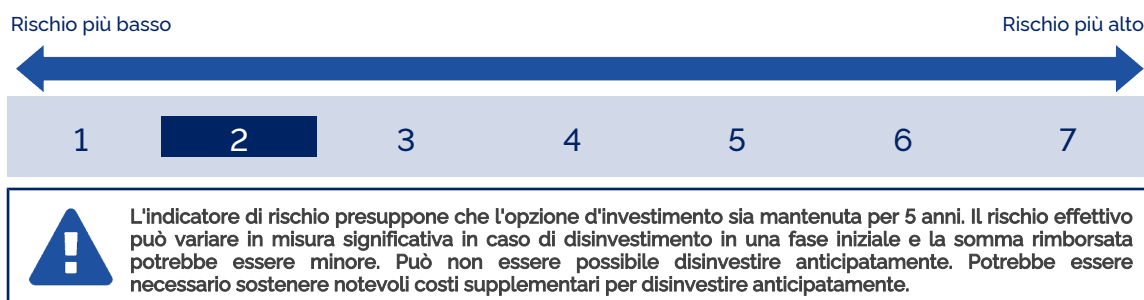 Rischio più basso Rischio più alto
1 2 3 4 5 6 7
L'indicatore di rischio presuppone che l'opzione d'investimento sia mantenuta per 5 anni. Il rischio effettivo
può variare in misura significativa in caso di disinvestimento in una fase iniziale e la somma rimborsata
potrebbe essere minore. Può non essere possibile disinvestire anticipatamente. Potrebbe essere
necessario sostenere notevoli costi supplementari per disinvestire anticipatamente.